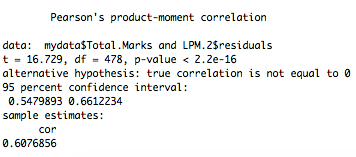 Pearson's product-moment correlation
data:  mydata$Total.Marks and LPM.2$residuals
t = 16.729, df = 478, p-value < 2.2e-16
alternative hypothesis: true correlation is not equal to 0
95 percent confidence interval:
0.5479893 0.6612234
sample estimates:
cor
0.6076856